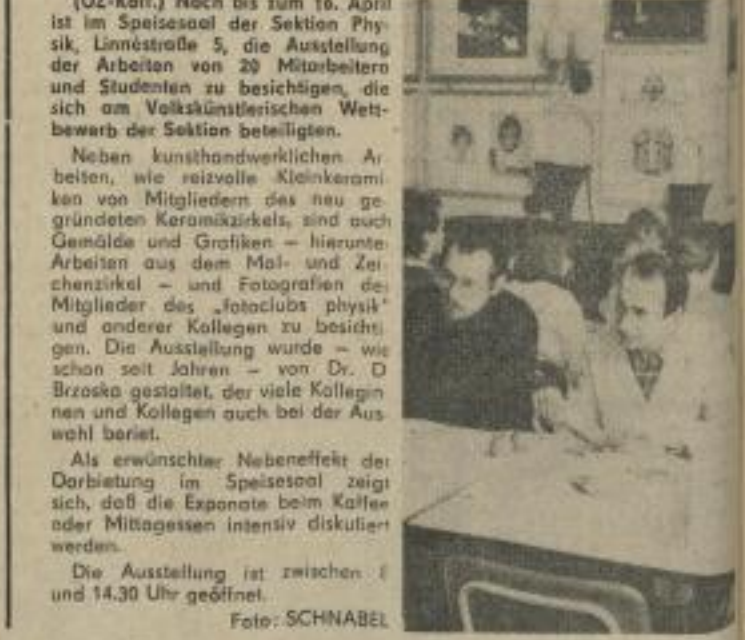 (UZ-Korr.) Noch bis zum 16. April
ist im Speisesaal der Sektion Phy-
sik, Linnéstraße 5, die Ausstellung
der Arbeiten von 20 Mitarbeitern
und Studenten zu besichtigen, die
sich am Volkskünstlerischen Wett-
bewerb der Sektion beteiligten.
Neben kunsthandwerklichen Ar
beiten, wie reizvolle Kleinkerami
ken von Mitgliedern des neu ge
gründeten Keramikzirkels, sind auch
Gemälde und Grafiken — hierunte
Arbeiten aus dem Mal- und Zei
chenzirkel — und Fotografien de
Mitglieder des „fotoclubs physik"
und anderer Kollegen zu besichti
gen. Die Ausstellung wurde — wie
schon seit Jahren — von Dr. D
Brzoska gestaltet, der viele Kollegin
nen und Kollegen auch bei der Aus
wahl beriet.
Als erwünschter Nebeneffekt der
Darbietung im Speisesaal zeigt
sich, daß die Exponate beim Kaffee
oder Mittagessen intensiv diskutiert
werden.
Die Ausstellung ist zwischen
und 14.30 Uhr geöffnet.
Foto: SCHNABEL